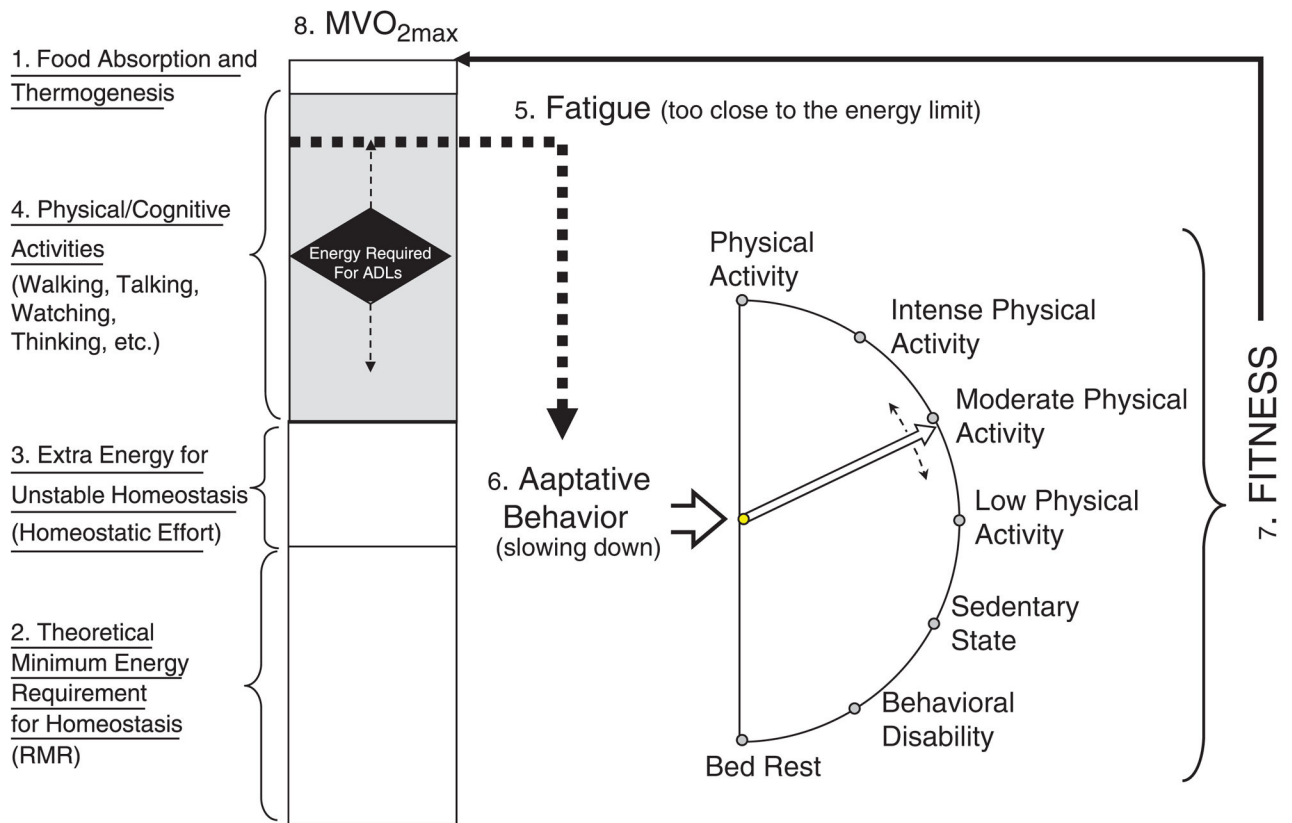 8. MVO2max
1. Food Absorption and
Thermogenesis
5. Fatigue (too close to the energy limit)
4. Physical/Cognitive
Activities
(Walking, Talking,
Watching,
Thinking, etc.)
Energy Required
For ADLs
3. Extra Energy for
Unstable Homeostasis
(Homeostatic Effort)
2. Theoretical
Minimum Energy
Requirement
for Homeostasis
(RMR)
6. Aaptative
Behavior
(slowing down)
Physical
Activity
Intense Physical
Activity
Moderate Physical
Activity
Low Physical
Activity
Sedentary
State
Behavioral
Disability
Bed Rest
7. FITNESS